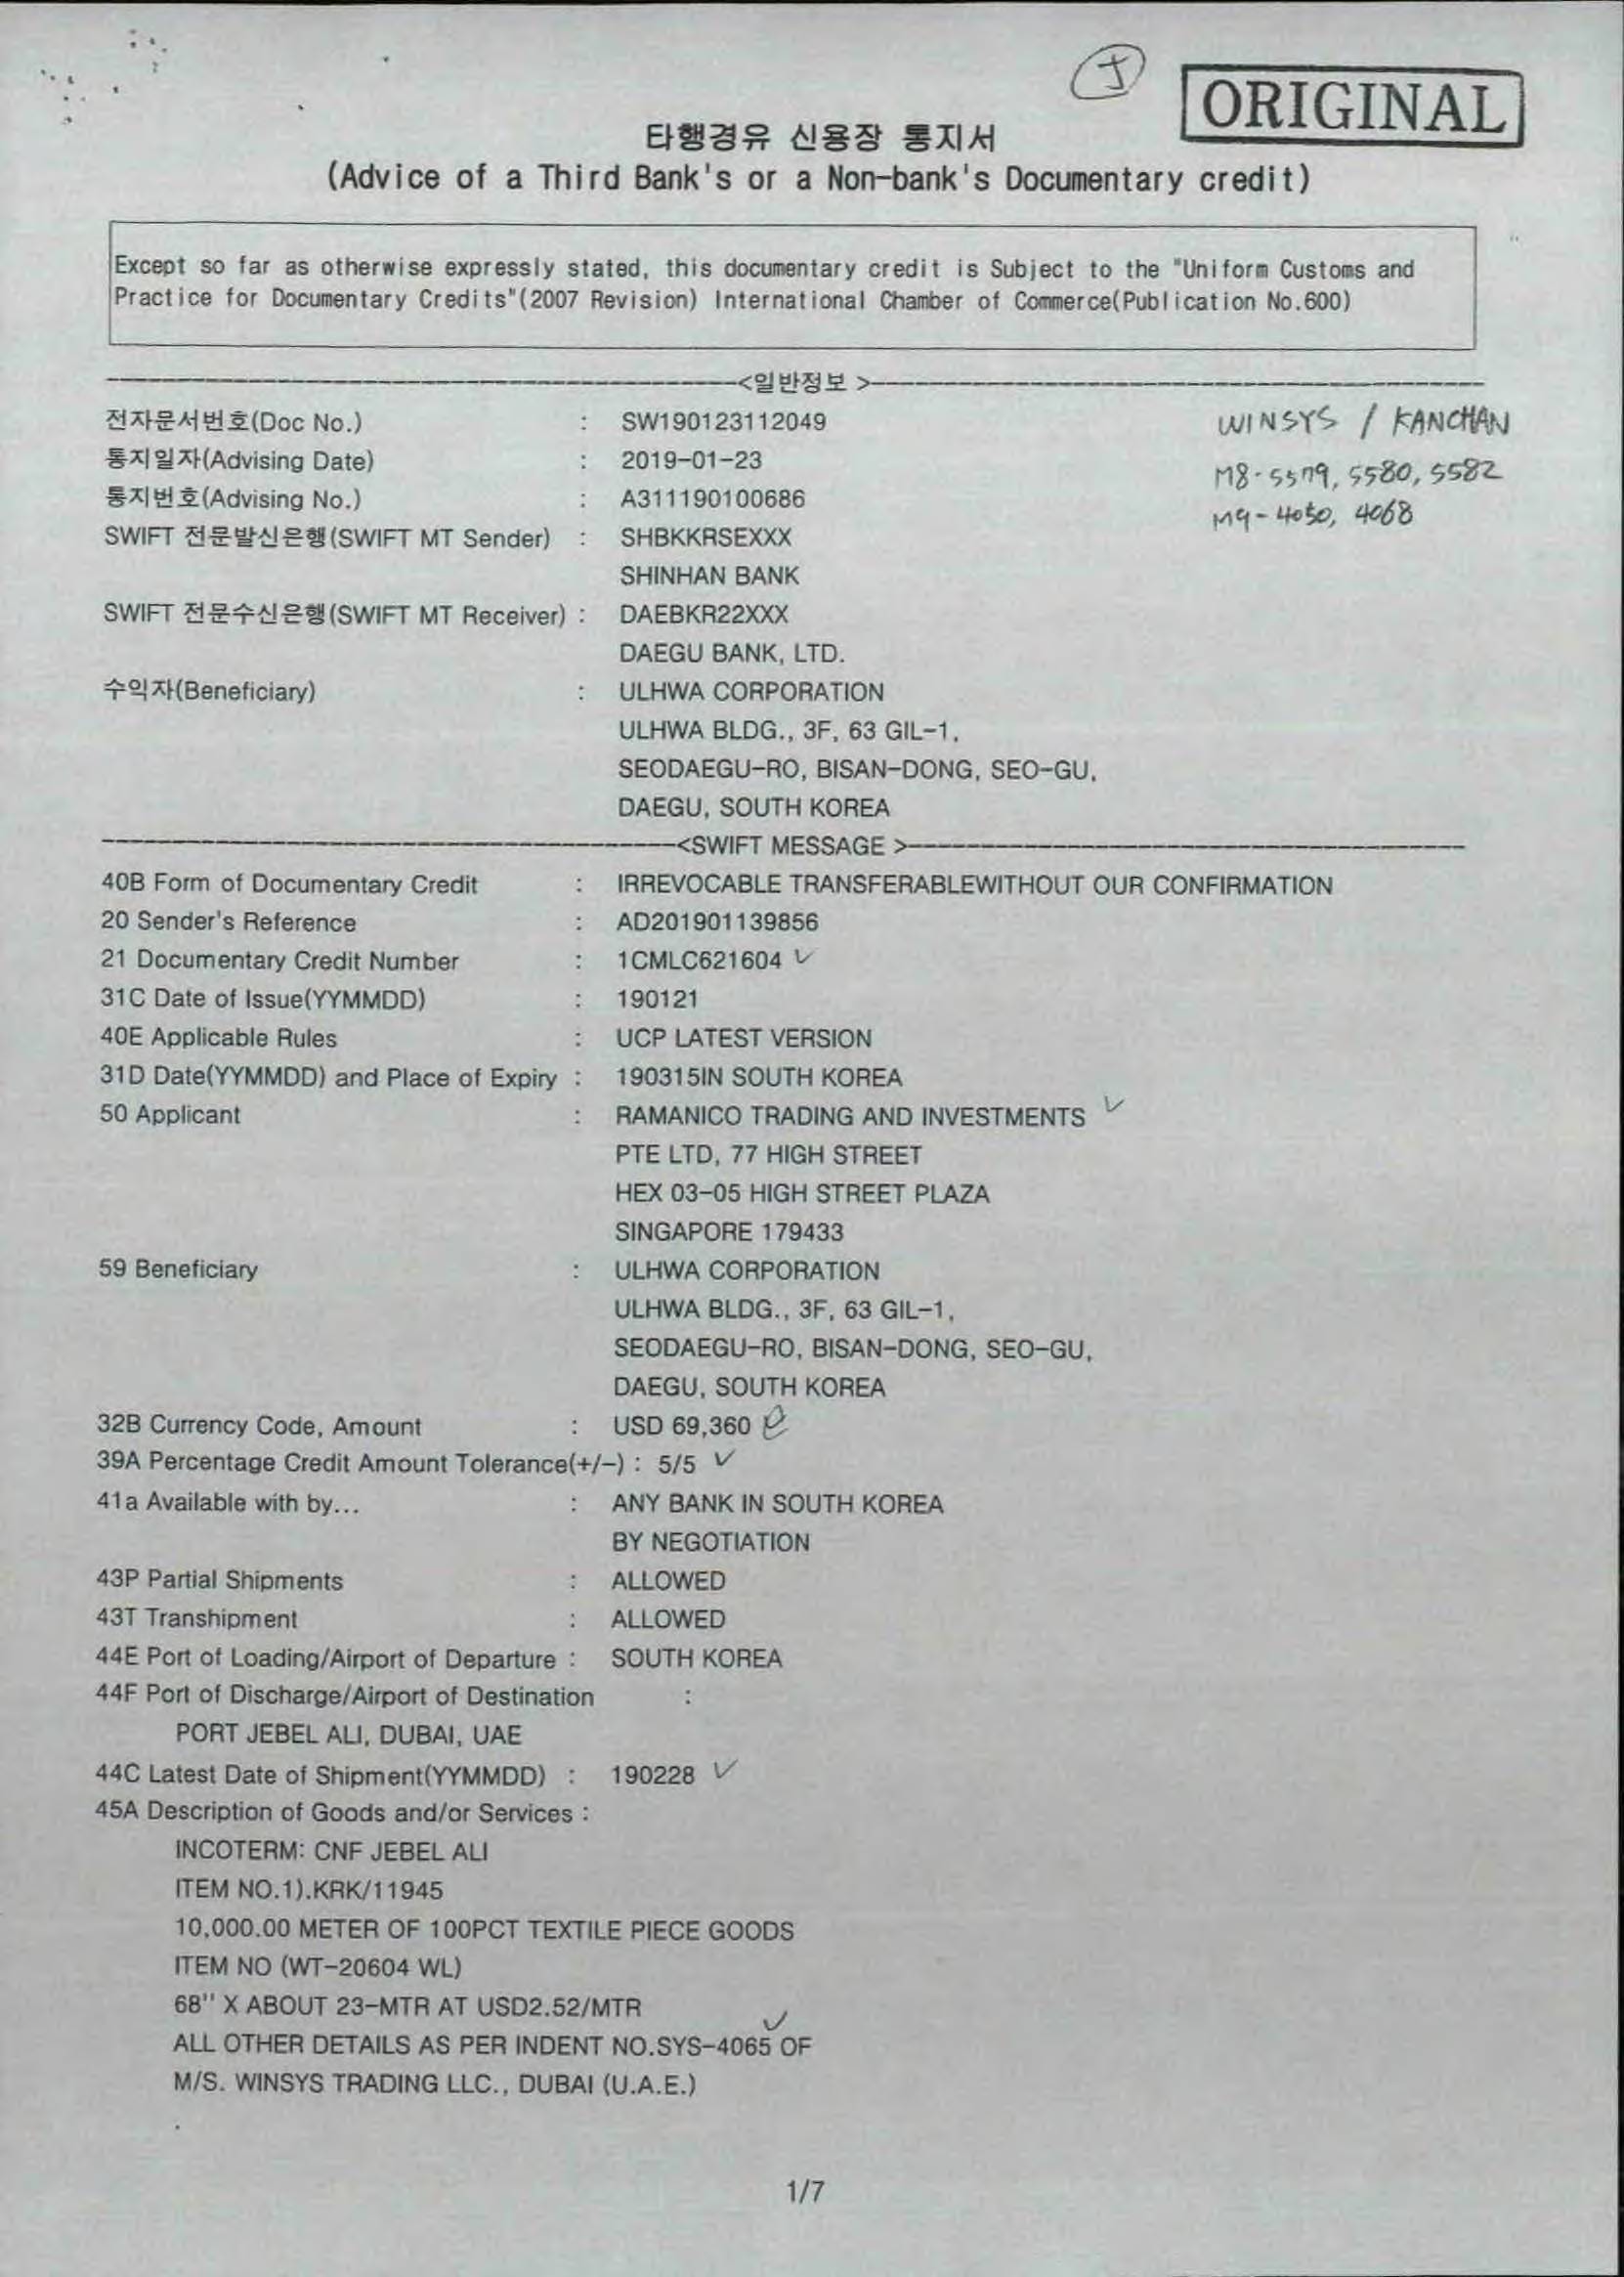 ORIGINAL
타행경유 신용장 통지서
(Advice of a Third Bank's or a Non-bank's Documentary credit)
Except so far as otherwise expressly stated, this documentary credit is Subject to the "Uniform Customs and
Practice for Documentary Credits"(2007 Revision) International Chamber of Commerce(Publication No.600)
<일반정보 >
전자문서번호(Doc No.) : SW190123112049
WINSYS / KANCHAN
통지일자(Advising Date) : 2019-01-23
M8-5579, 5580, 5582
통지번호(Advising No.) : A311190100686
M9-4050, 4068
SWIFT 전문발신은행(SWIFT MT Sender) : SHBKKRSEXXX
SHINHAN BANK
SWIFT 전문수신은행(SWIFT MT Receiver) : DAEBKR22XXX
DAEGU BANK, LTD.
수익자(Beneficiary) : ULHWA CORPORATION
ULHWA BLDG., 3F, 63 GIL-1,
SEODAEGU-RO, BISAN-DONG, SEO-GU,
DAEGU, SOUTH KOREA
<SWIFT MESSAGE >
40B Form of Documentary Credit : IRREVOCABLE TRANSFERABLEWITHOUT OUR CONFIRMATION
20 Sender's Reference : AD201901139856
21 Documentary Credit Number : 1CMLC621604
31C Date of Issue(YYMMDD) : 190121
40E Applicable Rules : UCP LATEST VERSION
31D Date(YYMMDD) and Place of Expiry : 190315IN SOUTH KOREA
50 Applicant : RAMANICO TRADING AND INVESTMENTS
PTE LTD, 77 HIGH STREET
HEX 03-05 HIGH STREET PLAZA
SINGAPORE 179433
59 Beneficiary : ULHWA CORPORATION
ULHWA BLDG., 3F, 63 GIL-1,
SEODAEGU-RO, BISAN-DONG, SEO-GU,
DAEGU, SOUTH KOREA
32B Currency Code, Amount : USD 69,360
39A Percentage Credit Amount Tolerance(+/-) : 5/5
41a Available with by... : ANY BANK IN SOUTH KOREA
BY NEGOTIATION
43P Partial Shipments : ALLOWED
43T Transhipment : ALLOWED
44E Port of Loading/Airport of Departure : SOUTH KOREA
44F Port of Discharge/Airport of Destination :
PORT JEBEL ALI, DUBAI, UAE
44C Latest Date of Shipment(YYMMDD) : 190228
45A Description of Goods and/or Services :
INCOTERM: CNF JEBEL ALI
ITEM NO.1).KRK/11945
10,000.00 METER OF 100PCT TEXTILE PIECE GOODS
ITEM NO (WT-20604 WL)
68" X ABOUT 23-MTR AT USD2.52/MTR
ALL OTHER DETAILS AS PER INDENT NO.SYS-4065 OF
M/S. WINSYS TRADING LLC., DUBAI (U.A.E.)
.
1/7